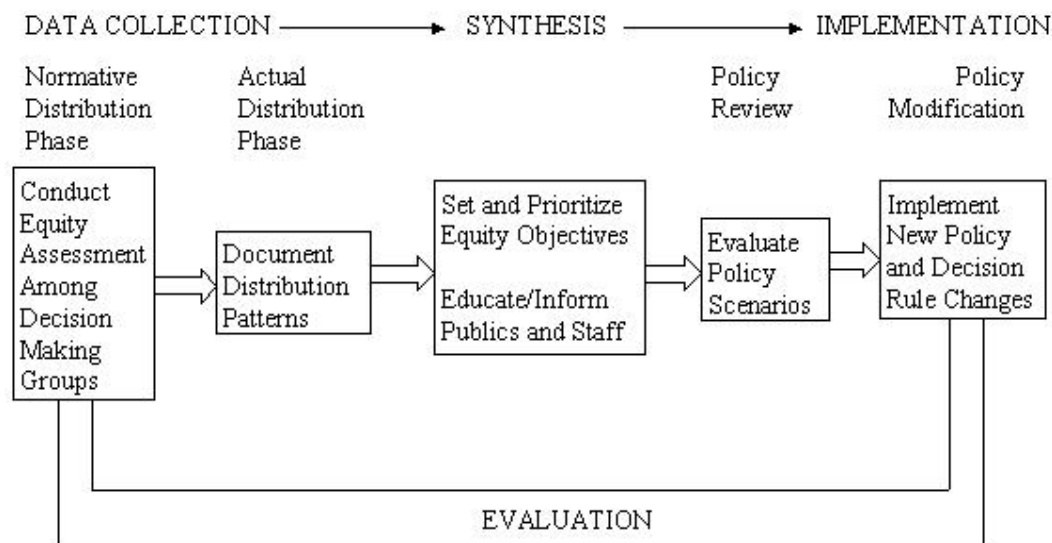 DATA COLLECTION SYNTHESIS IMPLEMENTATION
Normative
Distribution
Phase
Actual
Distribution
Phase
Policy
Review
Policy
Modification
Conduct
Equity
Assessment
Among
Decision
Making
Groups
Document
Distribution
Patterns
Set and Prioritize
Equity Objectives
Educate/Inform
Publics and Staff
Evaluate
Policy
Scenarios
Implement
New Policy
and Decision
Rule Changes
EVALUATION